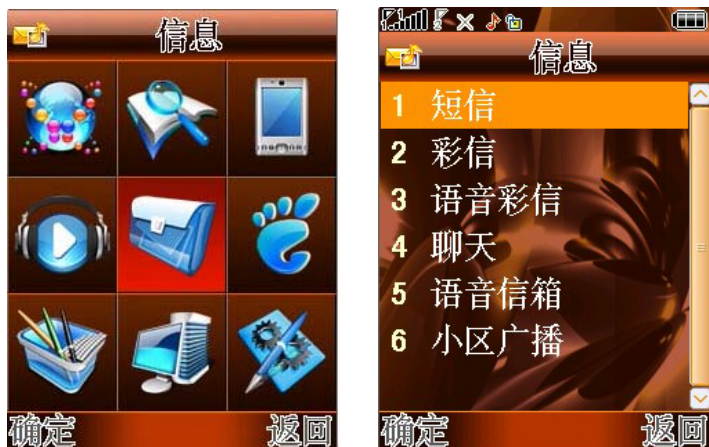 信息
确定 返回
信息
1 短信
2 彩信
3 语音彩信
4 聊天
5 语音信箱
6 小区广播
确定 返回